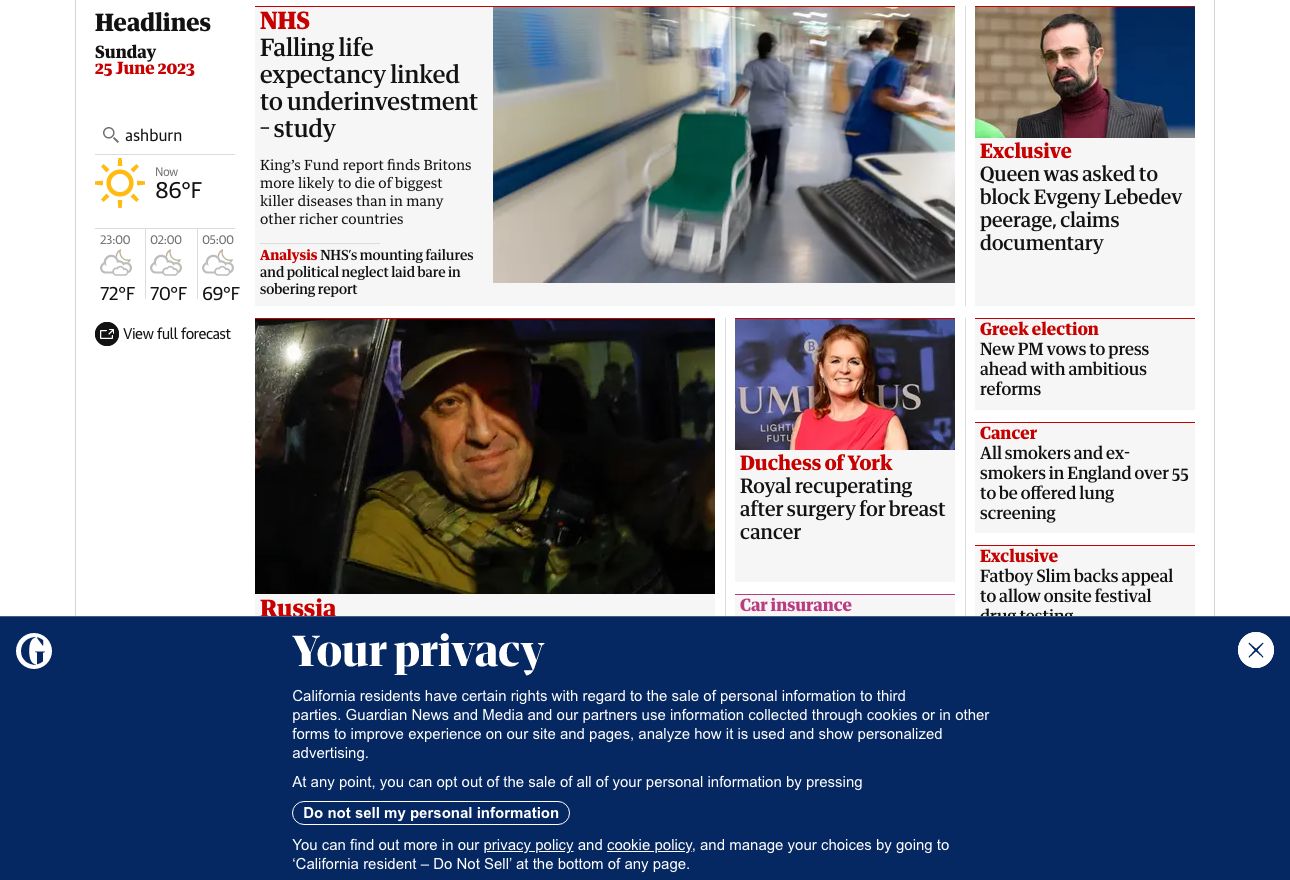 Headlines
Sunday
25 June 2023
ashburn
Now
86°F
23:00
02:00
05:00
72°F
70°F
69°F
View full forecast
NHS
Falling life
expectancy linked
to underinvestment
– study
King’s Fund report finds Britons
more likely to die of biggest
killer diseases than in many
other richer countries
Analysis NHS’s mounting failures
and political neglect laid bare in
sobering report
Exclusive
Queen was asked to
block Evgeny Lebedev
peerage, claims
documentary
Russia
UM
US
LIGHT
FUTU
Duchess of York
Royal recuperating
after surgery for breast
cancer
Car insurance
Greek election
New PM vows to press
ahead with ambitious
reforms
Cancer
All smokers and ex-
smokers in England over 55
to be offered lung
screening
Exclusive
Fatboy Slim backs appeal
to allow onsite festival
drug testing
G
Your privacy
California residents have certain rights with regard to the sale of personal information to third
parties. Guardian News and Media and our partners use information collected through cookies or in other
forms to improve experience on our site and pages, analyze how it is used and show personalized
advertising.
At any point, you can opt out of the sale of all of your personal information by pressing
Do not sell my personal information
You can find out more in our privacy policy and cookie policy, and manage your choices by going to
‘California resident – Do Not Sell’ at the bottom of any page.